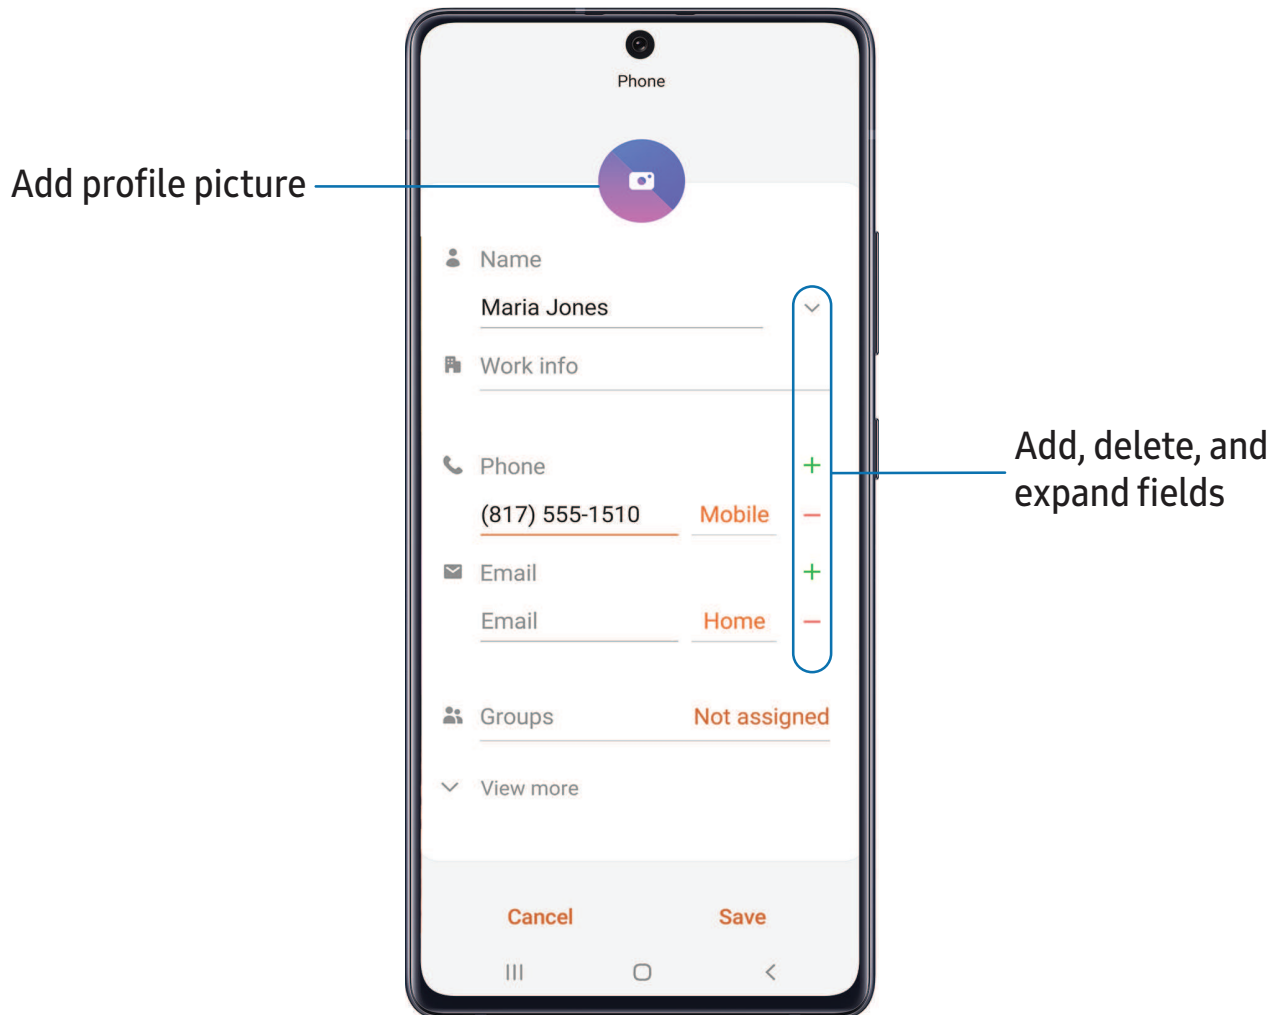 Phone
Add profile picture
Name
Maria Jones
Work info
Phone
(817) 555-1510 Mobile
Add, delete, and
expand fields
Email
Email Home
Groups Not assigned
View more
Cancel Save